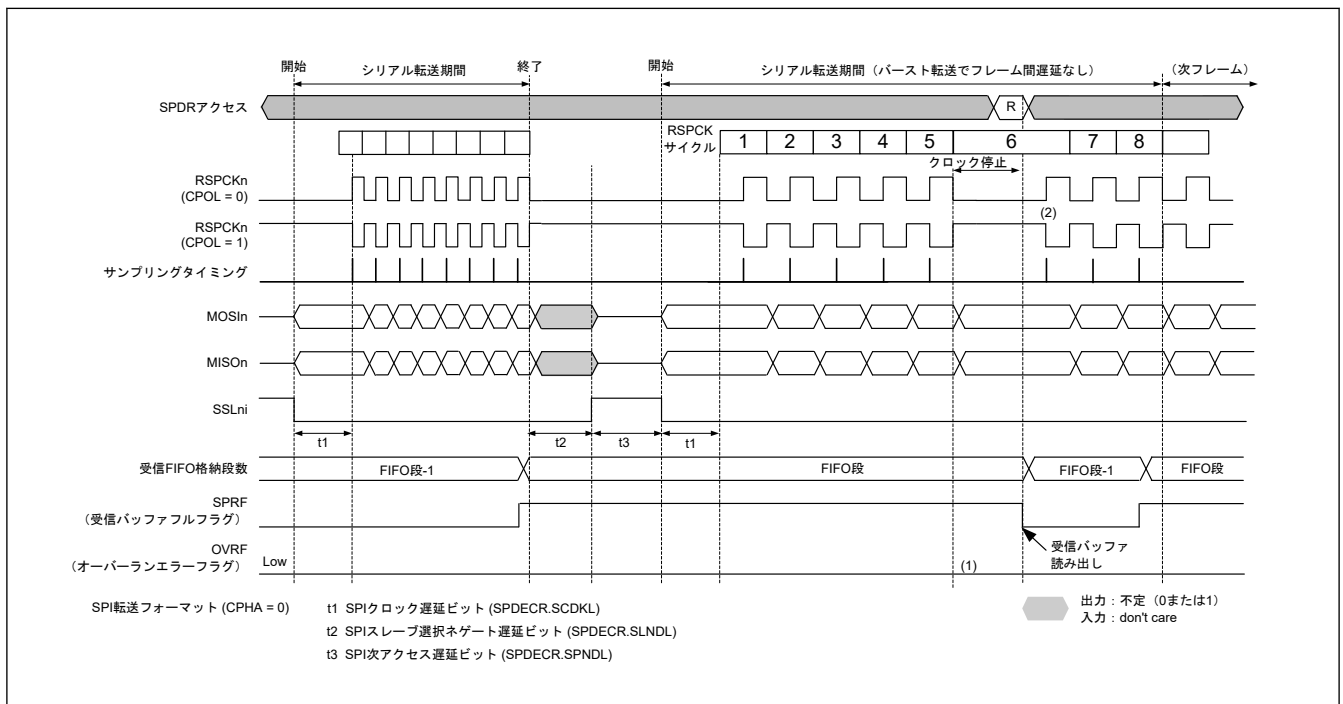 開始
シリアル転送期間
終了
開始
シリアル転送期間（バースト転送でフレーム間遅延なし）
（次フレーム）
SPDRアクセス
R
RSPCK
サイクル
1 2 3 4 5 6 7 8
クロック停止
RSPCKn
(CPOL = 0)
(2)
RSPCKn
(CPOL = 1)
サンプリングタイミング
MOSIn
MISOn
SSLni
t1 t2 t3 t1
受信FIFO格納段数
FIFO段-1
FIFO段
FIFO段-1
FIFO段
SPRF
（受信バッファフルフラグ）
受信バッファ
読み出し
OVRF
（オーバーランエラーフラグ）
Low
(1)
SPI転送フォーマット (CPHA = 0)
t1 SPIクロック遅延ビット (SPDECR.SCDKL)
t2 SPIスレーブ選択ネゲート遅延ビット (SPDECR.SLNDL)
t3 SPI次アクセス遅延ビット (SPDECR.SPNDL)
出力：不定（0または1）
入力：don't care